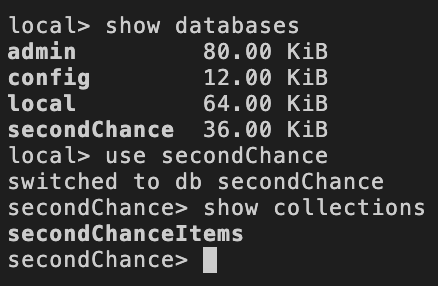 local> show databases
admin         80.00 KiB
config        12.00 KiB
local         64.00 KiB
secondChance  36.00 KiB
local> use secondChance
switched to db secondChance
secondChance> show collections
secondChanceItems
secondChance>